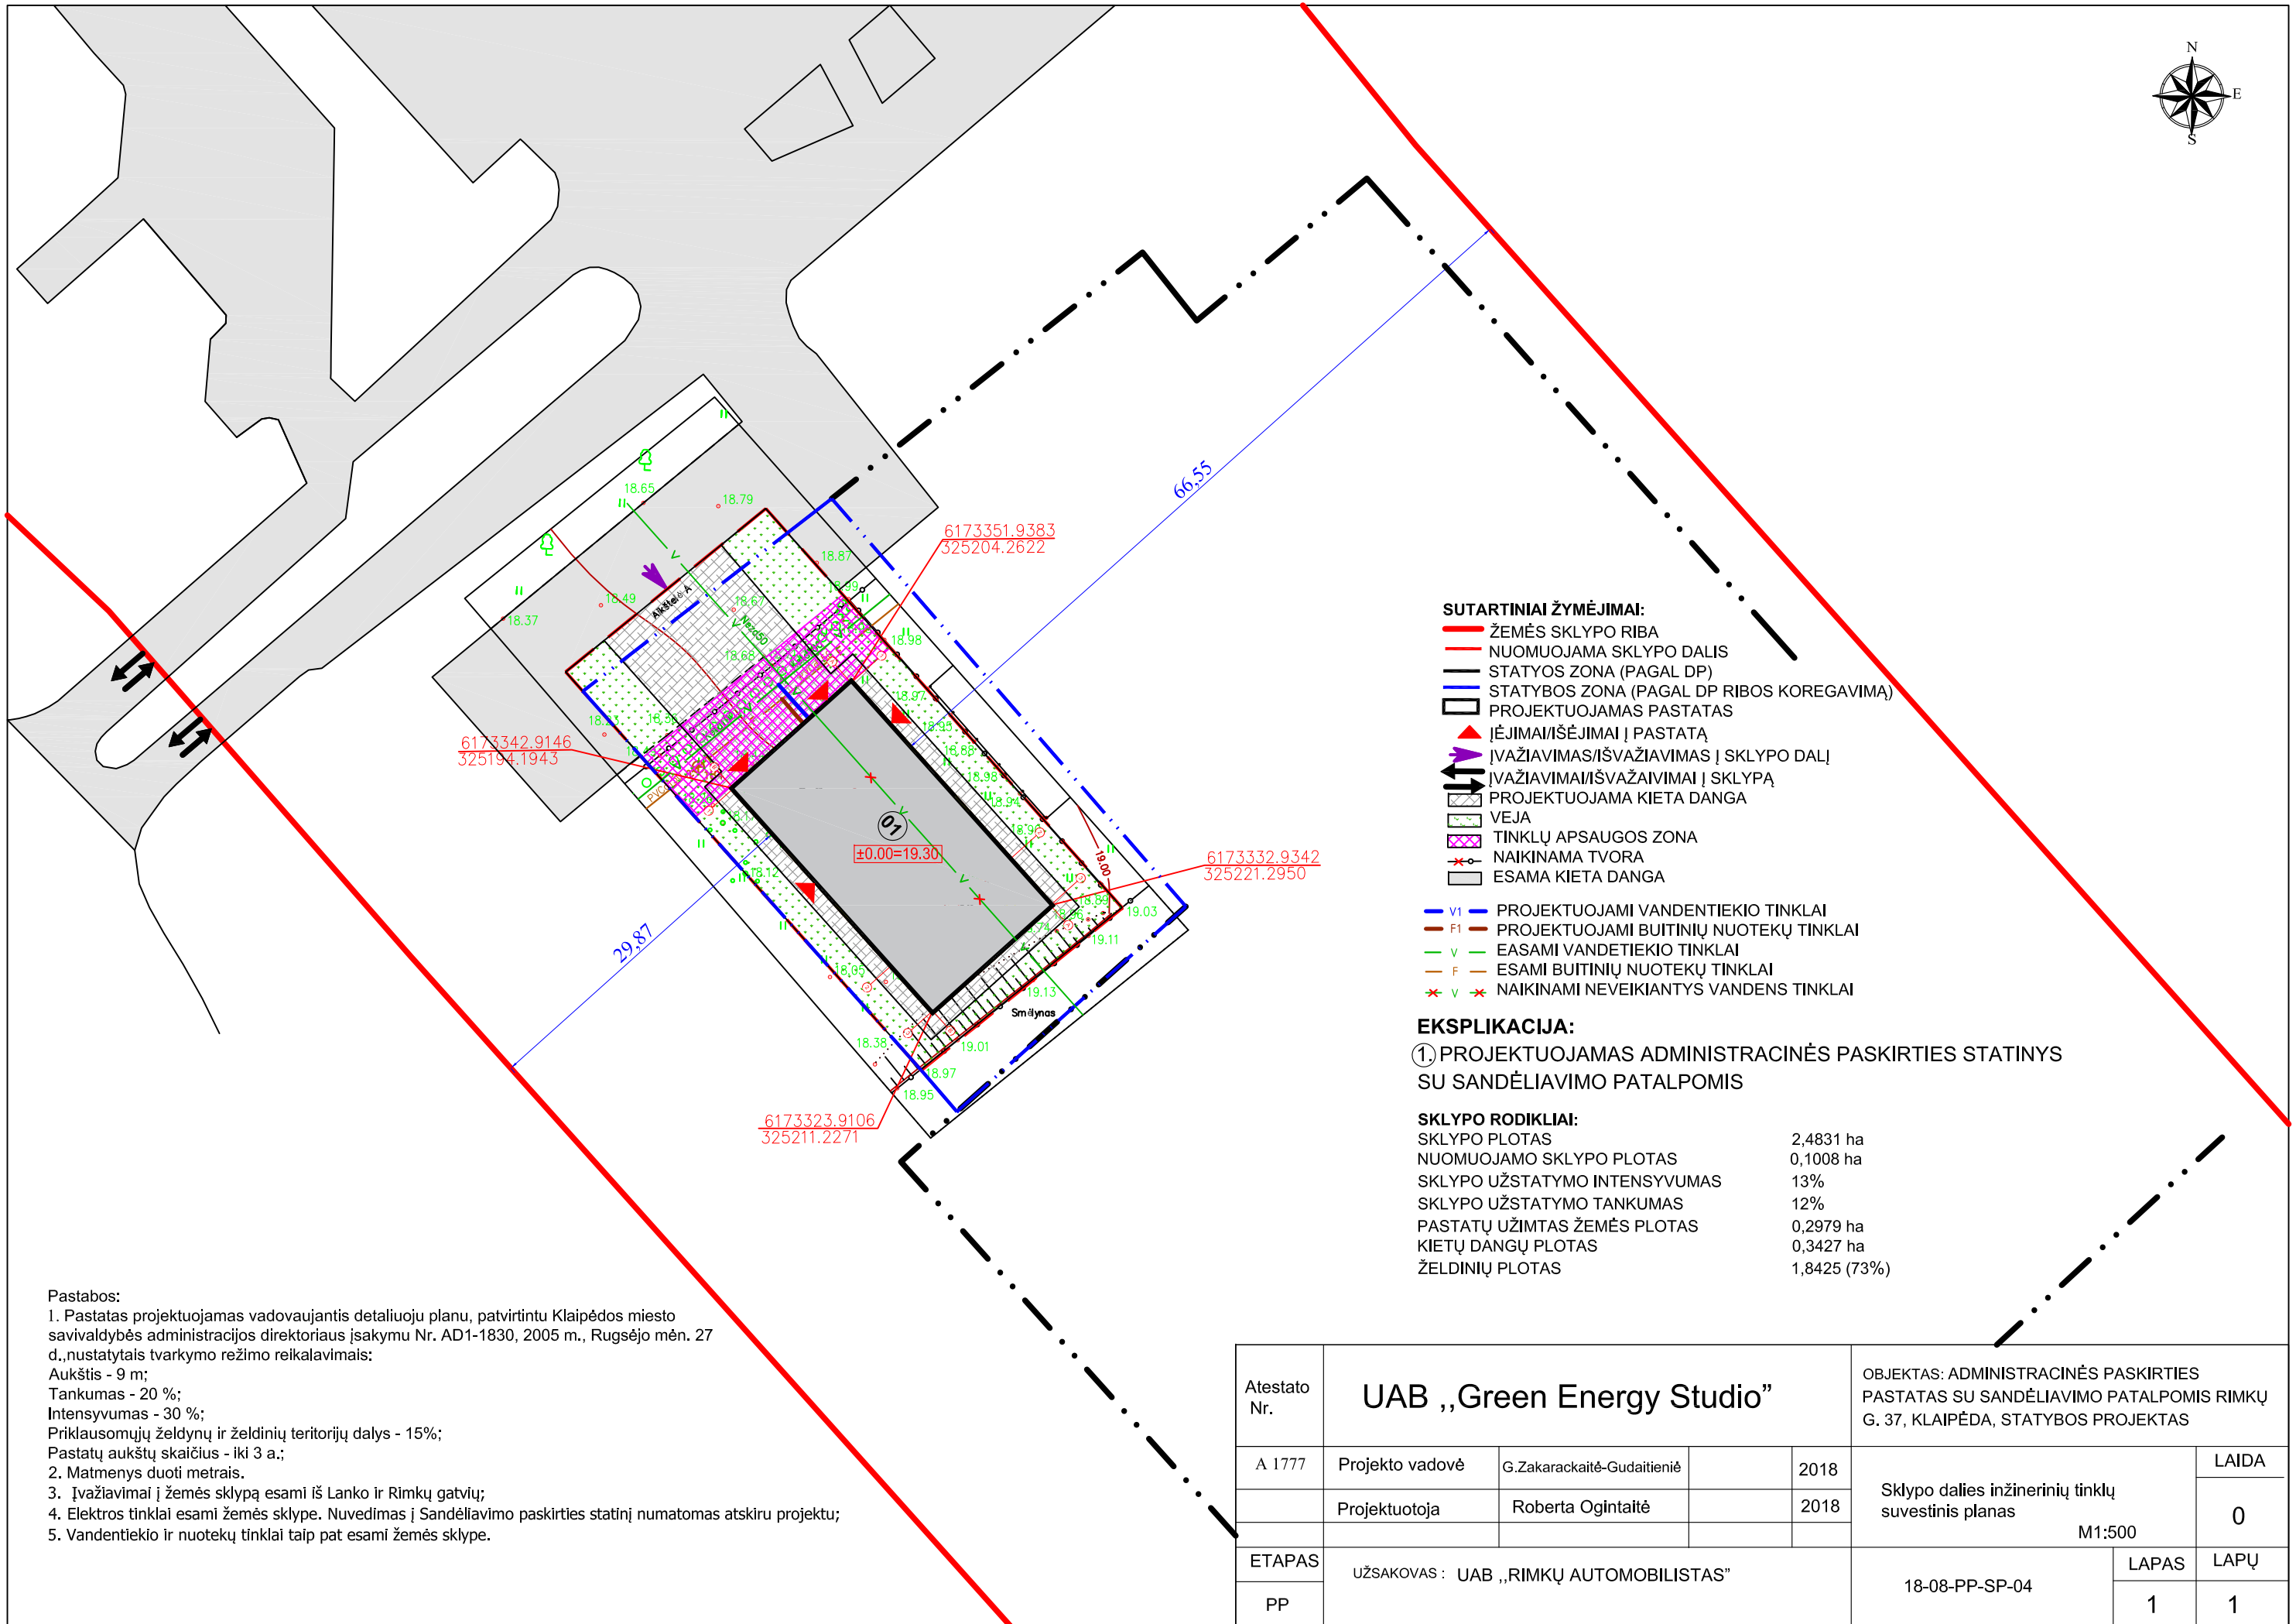 N
E
S
66,55
29,87
6173351.9383
325204.2622
6173342.9146
325194.1943
6173332.9342
325221.2950
6173323.9106
325211.2271
18.65
18.79
18.87
18.99
18.49
18.37
18.67
18.68
18.98
18.97
18.93
18.88
18.98
18.94
18.12
18.05
18.38
18.95
18.97
19.01
19.13
19.11
19.03
19.00
Aikštelė A
Smėlynas
01
±0.00=19.30
SUTARTINIAI ŽYMĖJIMAI:
ŽEMĖS SKLYPO RIBA
NUOMUOJAMA SKLYPO DALIS
STATYOS ZONA (PAGAL DP)
STATYBOS ZONA (PAGAL DP RIBOS KOREGAVIMĄ)
PROJEKTUOJAMAS PASTATAS
ĮĖJIMAI/IŠĖJIMAI Į PASTATĄ
ĮVAŽIAVIMAS/IŠVAŽIAVIMAS Į SKLYPO DALĮ
ĮVAŽIAVIMAI/IŠVAŽAIVIMAI Į SKLYPĄ
PROJEKTUOJAMA KIETA DANGA
VEJA
TINKLŲ APSAUGOS ZONA
NAIKINAMA TVORA
ESAMA KIETA DANGA
V1 PROJEKTUOJAMI VANDENTIEKIO TINKLAI
F1 PROJEKTUOJAMI BUITINIŲ NUOTEKŲ TINKLAI
V EASAMI VANDETIEKIO TINKLAI
F ESAMI BUITINIŲ NUOTEKŲ TINKLAI
V NAIKINAMI NEVEIKIANTYS VANDENS TINKLAI
EKSPLIKACIJA:
1. PROJEKTUOJAMAS ADMINISTRACINĖS PASKIRTIES STATINYS
SU SANDĖLIAVIMO PATALPOMIS
SKLYPO RODIKLIAI:
SKLYPO PLOTAS 2,4831 ha
NUOMUOJAMO SKLYPO PLOTAS 0,1008 ha
SKLYPO UŽSTATYMO INTENSYVUMAS 13%
SKLYPO UŽSTATYMO TANKUMAS 12%
PASTATŲ UŽIMTAS ŽEMĖS PLOTAS 0,2979 ha
KIETŲ DANGŲ PLOTAS 0,3427 ha
ŽELDINIŲ PLOTAS 1,8425 (73%)
Pastabos:
1. Pastatas projektuojamas vadovaujantis detaliuoju planu, patvirtintu Klaipėdos miesto
savivaldybės administracijos direktoriaus įsakymu Nr. AD1-1830, 2005 m., Rugsėjo mėn. 27
d.,nustatytais tvarkymo režimo reikalavimais:
Aukštis - 9 m;
Tankumas - 20 %;
Intensyvumas - 30 %;
Priklausomųjų želdynų ir želdinių teritorijų dalys - 15%;
Pastatų aukštų skaičius - iki 3 a.;
2. Matmenys duoti metrais.
3. Įvažiavimai į žemės sklypą esami iš Lanko ir Rimkų gatvių;
4. Elektros tinklai esami žemės sklype. Nuvedimas į Sandėliavimo paskirties statinį numatomas atskiru projektu;
5. Vandentiekio ir nuotekų tinklai taip pat esami žemės sklype.
Atestato
Nr.
UAB ,,Green Energy Studio”
OBJEKTAS: ADMINISTRACINĖS PASKIRTIES
PASTATAS SU SANDĖLIAVIMO PATALPOMIS RIMKŲ
G. 37, KLAIPĖDA, STATYBOS PROJEKTAS
A 1777 Projekto vadovė G.Zakarackaitė-Gudaitienė 2018
Projektuotoja Roberta Ogintaitė 2018
Sklypo dalies inžinerinių tinklų
suvestinis planas
M1:500
LAIDA
0
ETAPAS
PP
UŽSAKOVAS : UAB ,,RIMKŲ AUTOMOBILISTAS”
18-08-PP-SP-04
LAPAS LAPŲ
1 1